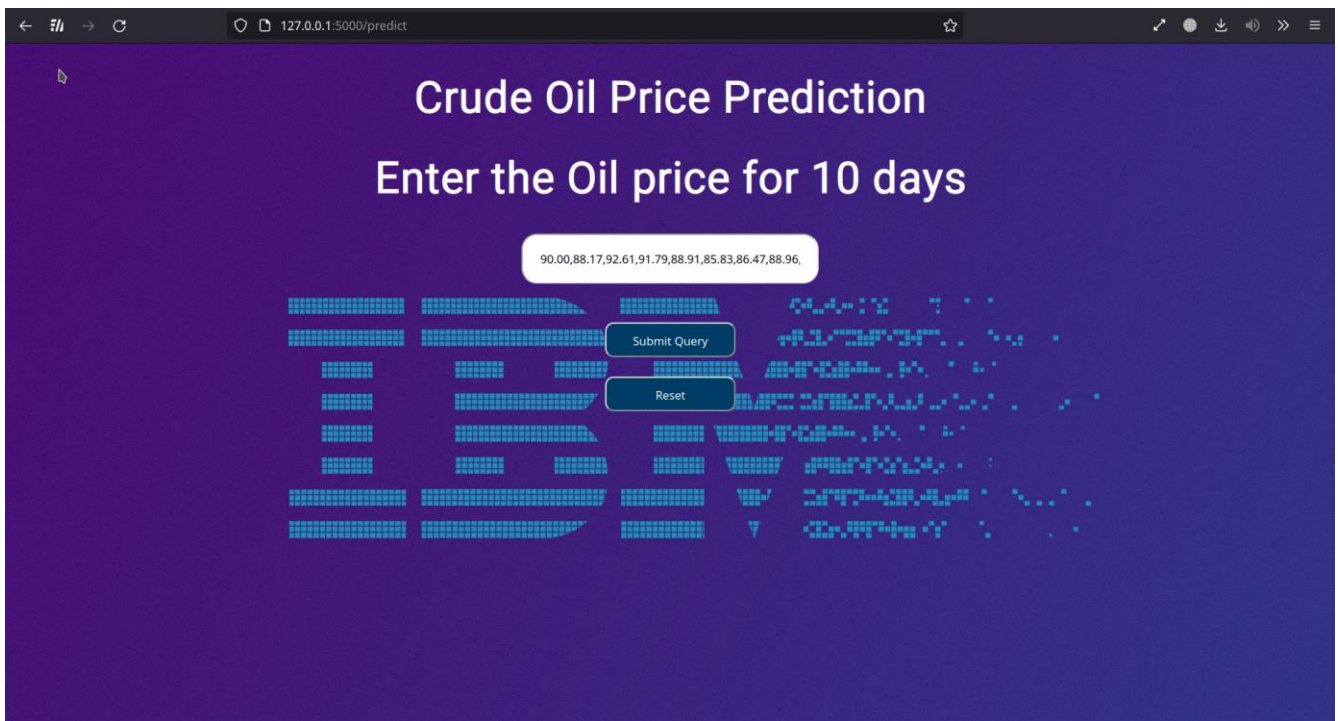 127.0.0.1:5000/predict
Crude Oil Price Prediction
Enter the Oil price for 10 days
90.00,88.17,92.61,91.79,88.91,85.83,86.47,88.96,
Submit Query
Reset
IBM